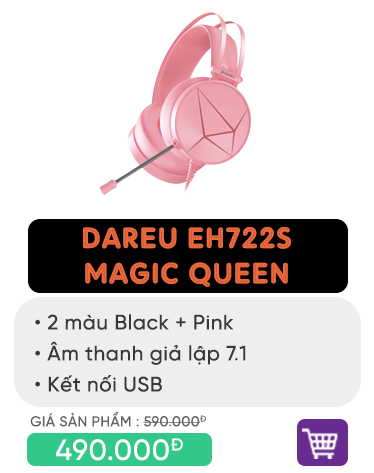 DAREU EH722S
MAGIC QUEEN
• 2 màu Black + Pink
• Âm thanh giả lập 7.1
• Kết nối USB
GIÁ SẢN PHẨM : 590.000Đ
490.000Đ